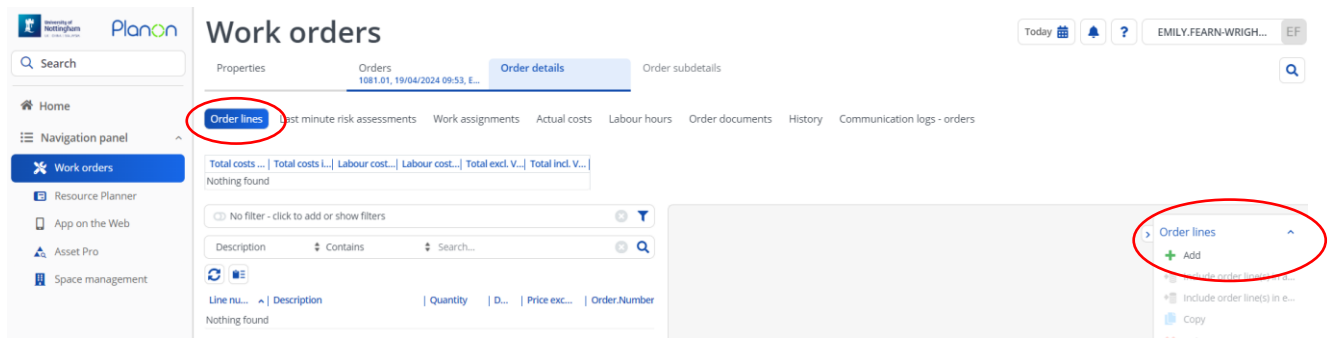 University of
Nottingham
Planon
Work orders
Today
?
EMILY.FEARN-WRIGH...
EF
Search
Properties
Orders
1081.01, 19/04/2024 09:53, E...
Order details
Order subdetails
Home
Navigation panel
Work orders
Resource Planner
App on the Web
Asset Pro
Space management
Order lines
Last minute risk assessments
Work assignments
Actual costs
Labour hours
Order documents
History
Communication logs - orders
Total costs ... | Total costs i...| Labour cost...| Labour cost...| Total excl. V...| Total incl. V...|
Nothing found
No filter - click to add or show filters
Description
Contains
Search...
Line nu... | Description | Quantity | D... | Price exc... | Order.Number
Nothing found
Order lines
Add
Include order line(s) in a...
Include order line(s) in e...
Copy